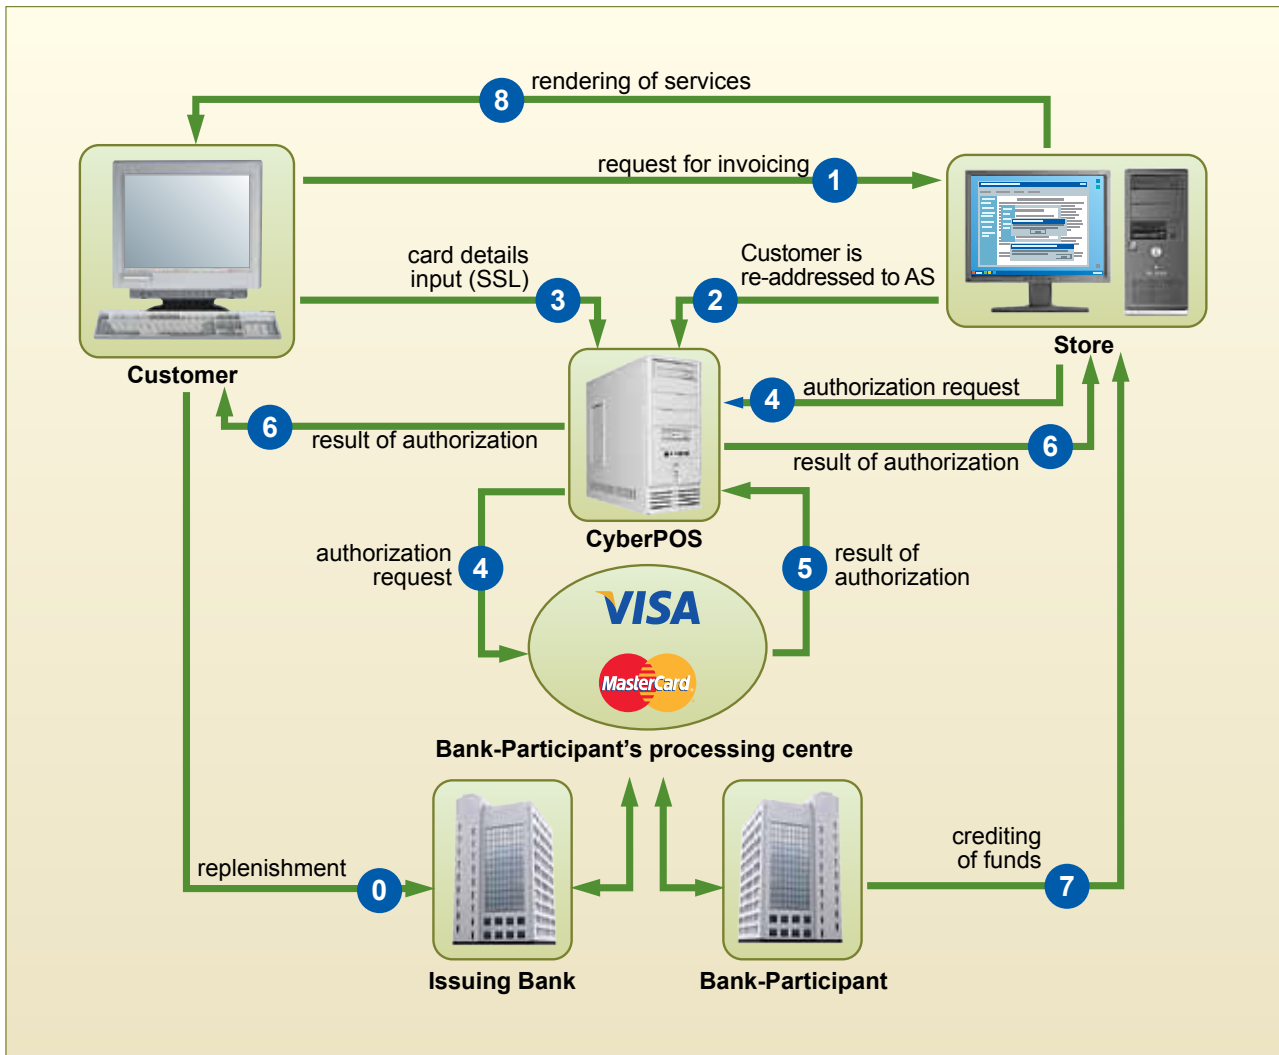 8
rendering of services
request for invoicing
1
card details
input (SSL)
3
Customer is
re-addressed to AS
2
Customer
Store
authorization request
4
6
result of authorization
result of authorization
6
CyberPOS
authorization
request
4
5
result of
authorization
VISA
MasterCard
Bank-Participant's processing centre
replenishment
0
crediting
of funds
7
Issuing Bank
Bank-Participant